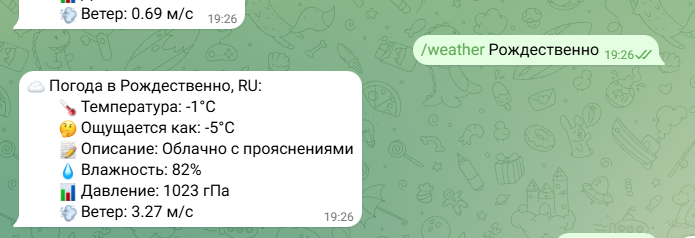 Ветер: 0.69 м/с 19:26
/weather Рождественно 19:26
Погода в Рождественно, RU:
Температура: -1°C
Ощущается как: -5°C
Описание: Облачно с прояснениями
Влажность: 82%
Давление: 1023 гПа
Ветер: 3.27 м/с 19:26